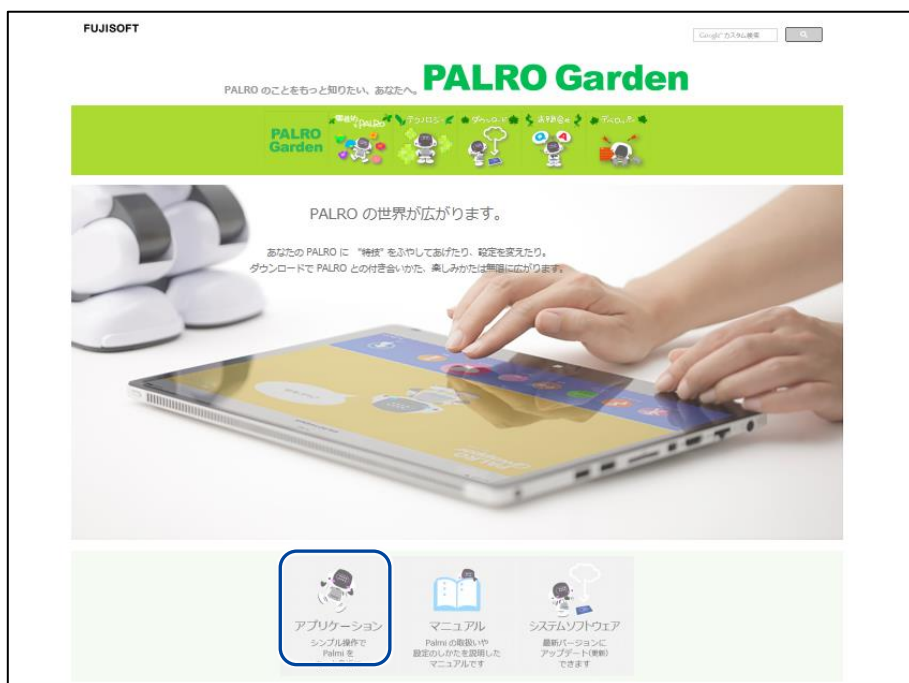 FUJISOFT
Google カスタム検索
PALRO のことをもっと知りたい、あなたへ。 PALRO Garden
PALRO
Garden
PALRO の世界が広がります。
あなたの PALRO に “特技” をふやしてあげたり、設定を変えたり。
ダウンロードで PALRO との付き合いかた、楽しみかたは無限に広がります。
アプリケーション
シンプル操作で
Palmi を
マニュアル
Palmi の取扱いや
設定のしかたを説明した
マニュアルです
システムソフトウェア
最新バージョンに
アップデート(更新)
できます